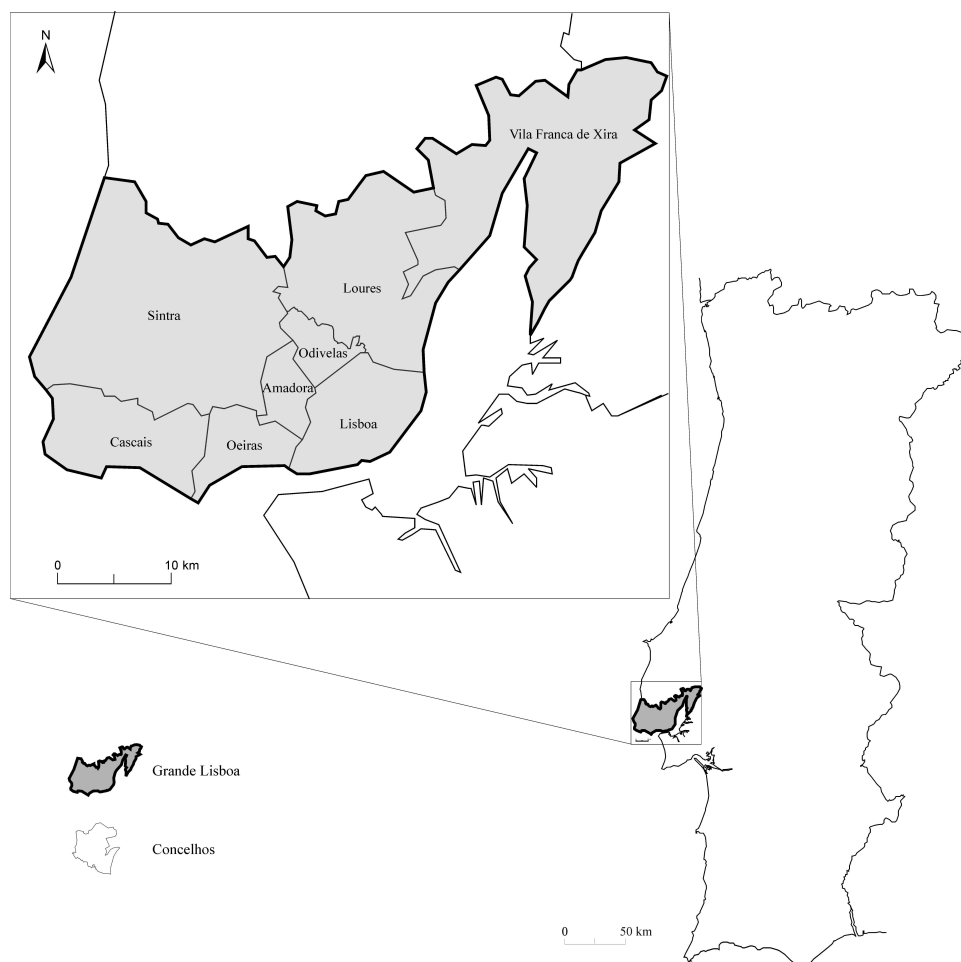 N
Vila Franca de Xira
Loures
Sintra
Odivelas
Amadora
Lisboa
Cascais
Oeiras
0 10 km
Grande Lisboa
Concelhos
0 50 km